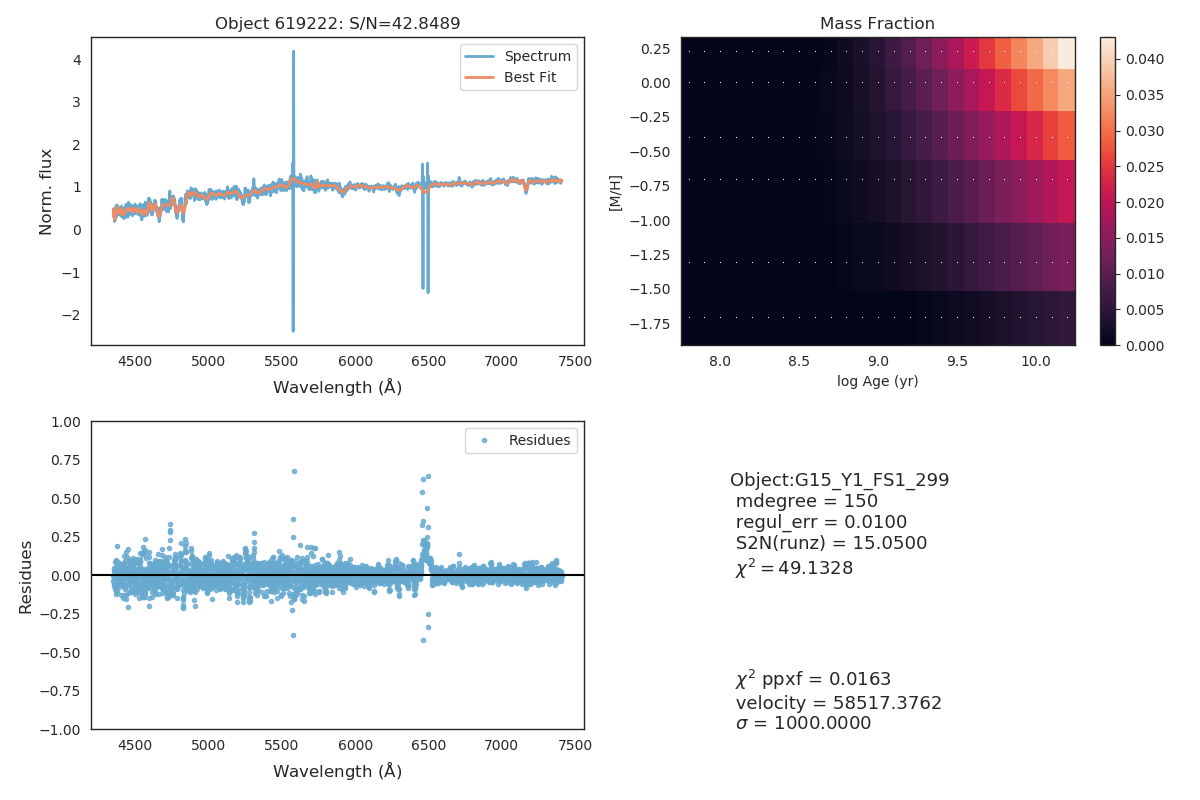 Object 619222: S/N=42.8489
Norm. flux
4
3
2
1
0
−1
−2
Spectrum
Best Fit
4500 5000 5500 6000 6500 7000 7500
Wavelength (Å)
Mass Fraction
[M/H]
0.25
0.00
−0.25
−0.50
−0.75
−1.00
−1.25
−1.50
−1.75
8.0 8.5 9.0 9.5 10.0
log Age (yr)
0.040
0.035
0.030
0.025
0.020
0.015
0.010
0.005
0.000
Residues
1.00
0.75
0.50
0.25
0.00
−0.25
−0.50
−0.75
−1.00
Residues
4500 5000 5500 6000 6500 7000 7500
Wavelength (Å)
Object:G15_Y1_FS1_299
mdegree = 150
regul_err = 0.0100
S2N(runz) = 15.0500
χ² = 49.1328
χ² ppxf = 0.0163
velocity = 58517.3762
σ = 1000.0000